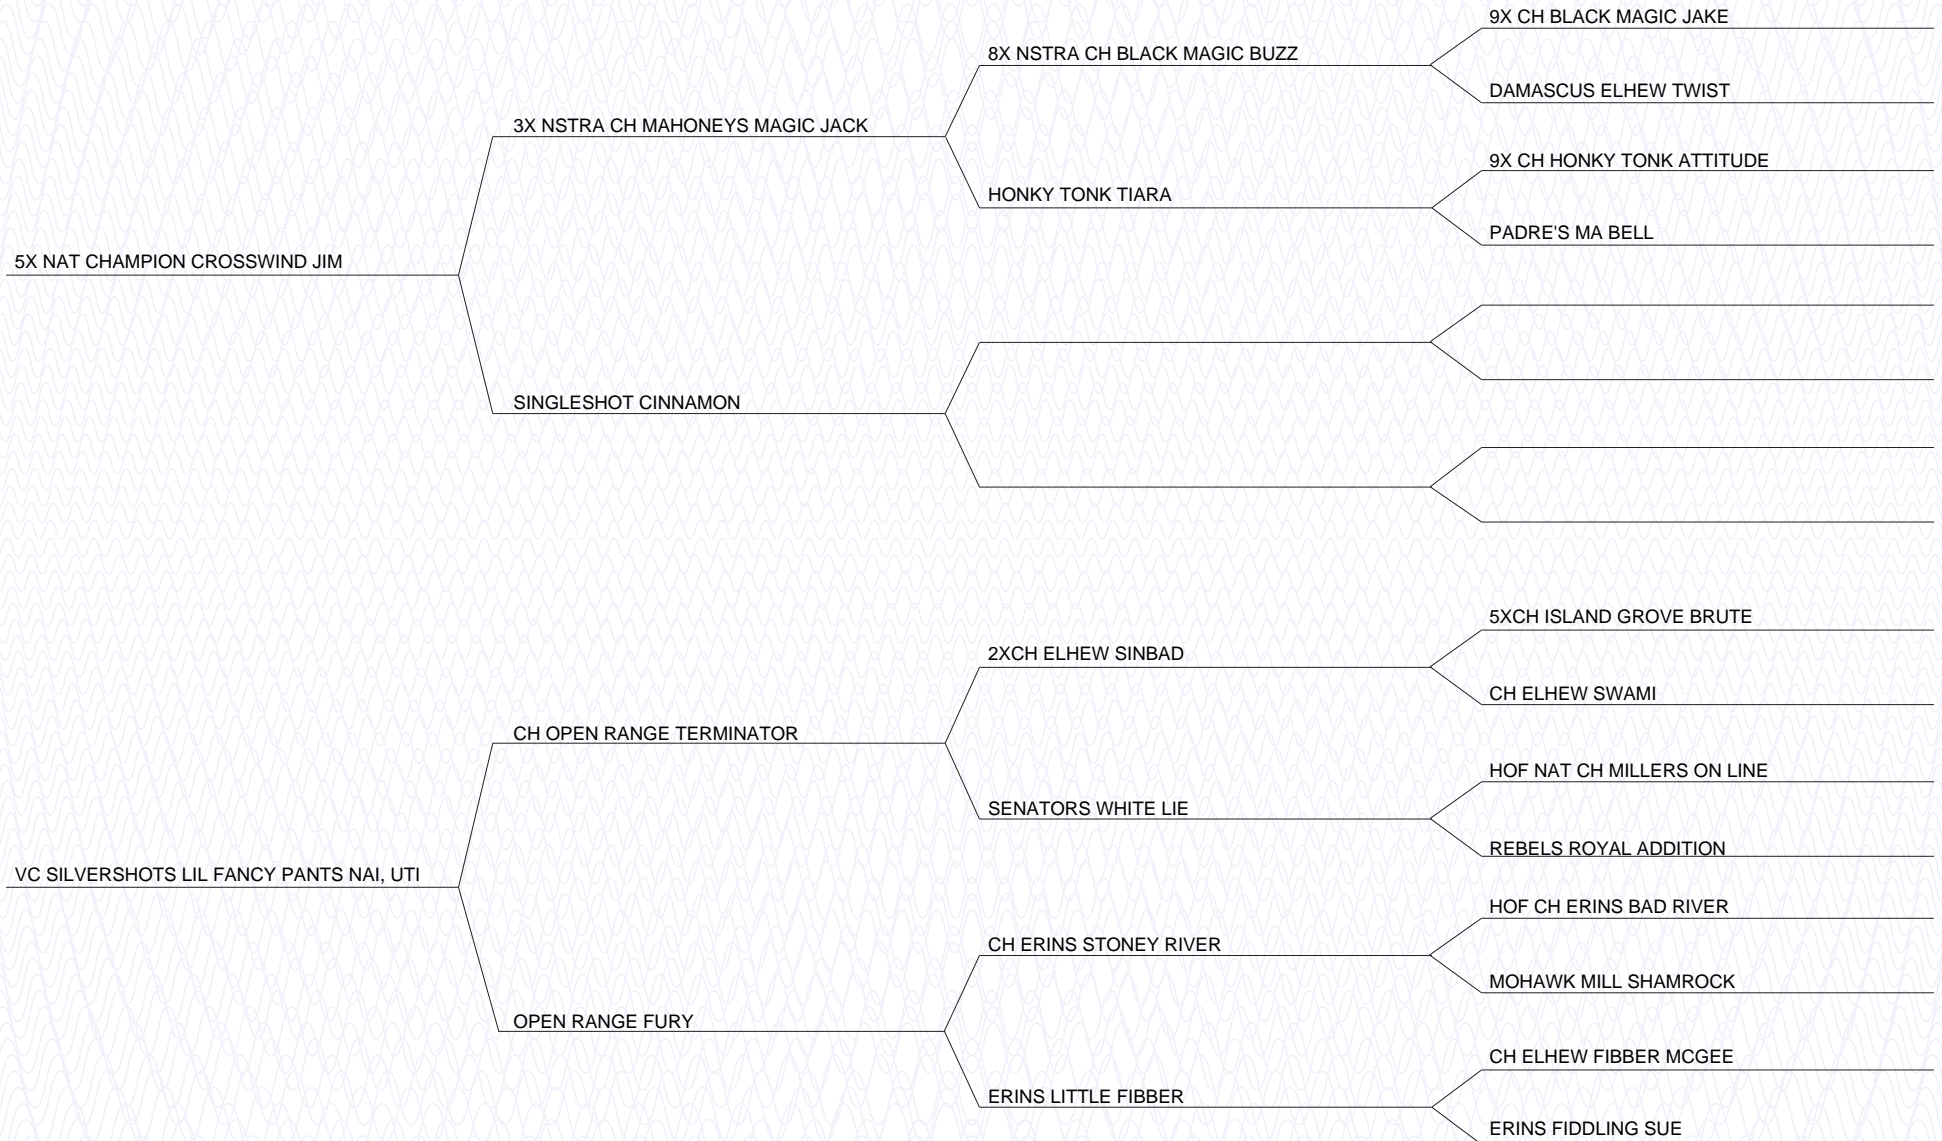 9X CH BLACK MAGIC JAKE
8X NSTRA CH BLACK MAGIC BUZZ
DAMASCUS ELHEW TWIST
3X NSTRA CH MAHONEYS MAGIC JACK
9X CH HONKY TONK ATTITUDE
HONKY TONK TIARA
PADRE'S MA BELL
5X NAT CHAMPION CROSSWIND JIM
SINGLESHOT CINNAMON
5XCH ISLAND GROVE BRUTE
2XCH ELHEW SINBAD
CH ELHEW SWAMI
CH OPEN RANGE TERMINATOR
HOF NAT CH MILLERS ON LINE
SENATORS WHITE LIE
REBELS ROYAL ADDITION
VC SILVERSHOTS LIL FANCY PANTS NAI, UTI
HOF CH ERINS BAD RIVER
CH ERINS STONEY RIVER
MOHAWK MILL SHAMROCK
OPEN RANGE FURY
CH ELHEW FIBBER MCGEE
ERINS LITTLE FIBBER
ERINS FIDDLING SUE